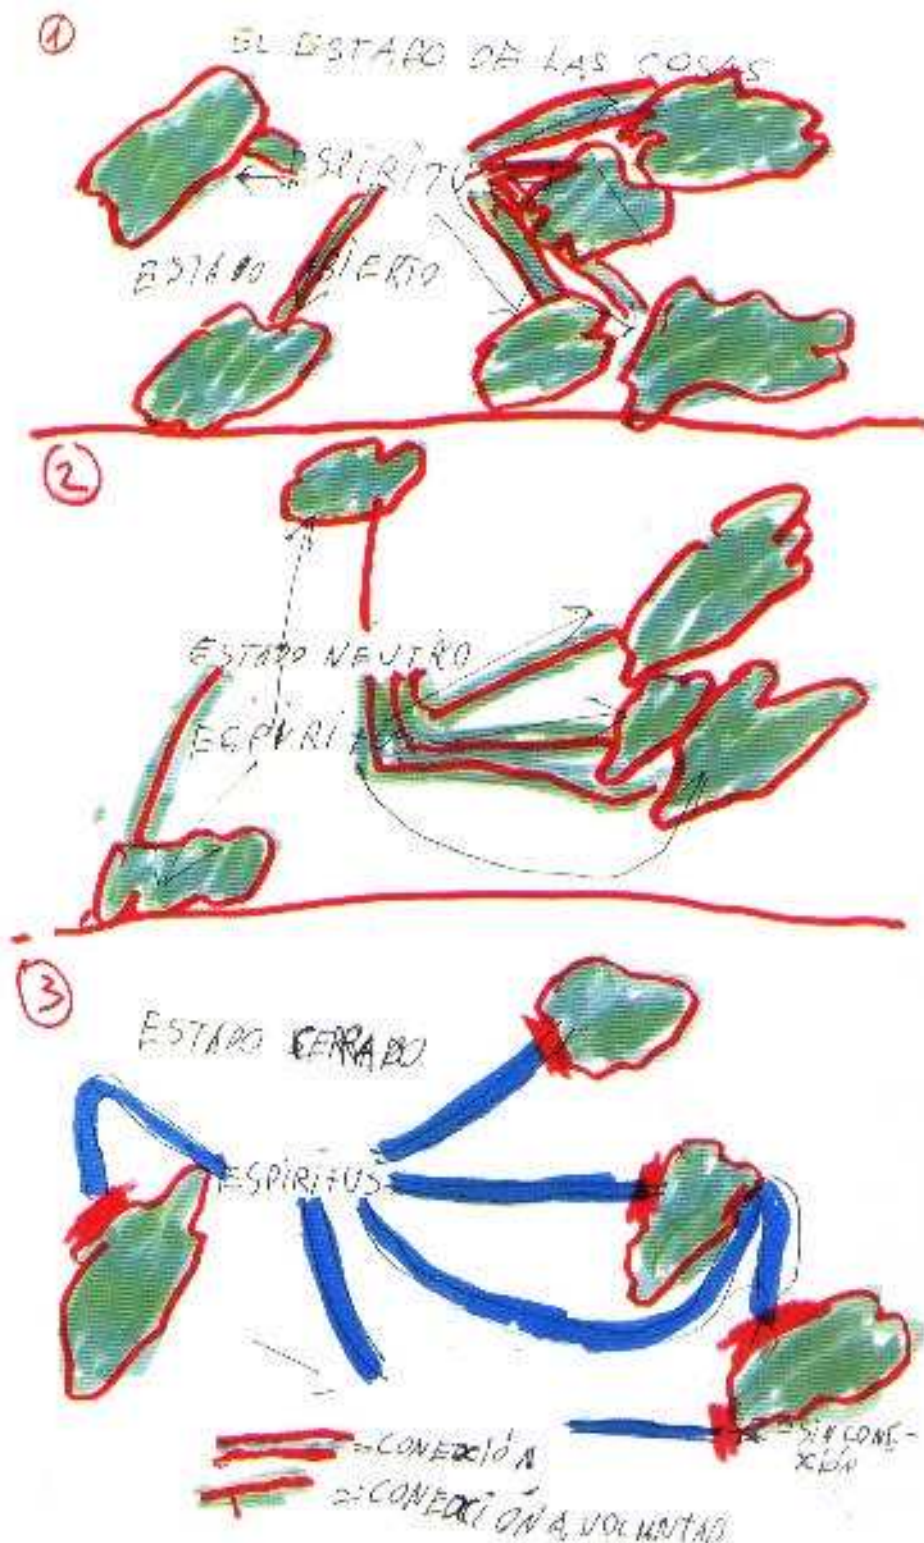 1
EL ESTADO DE LAS COSAS
ESPIRITU
ESTADO ABIERTO
2
ESTADO NEUTRO
3
ESTADO CERRADO
ESPIRITUS
= SIN CONE-
XIÓN
= CONEXIÓN
= CONEXIÓN A VOLUNTAD